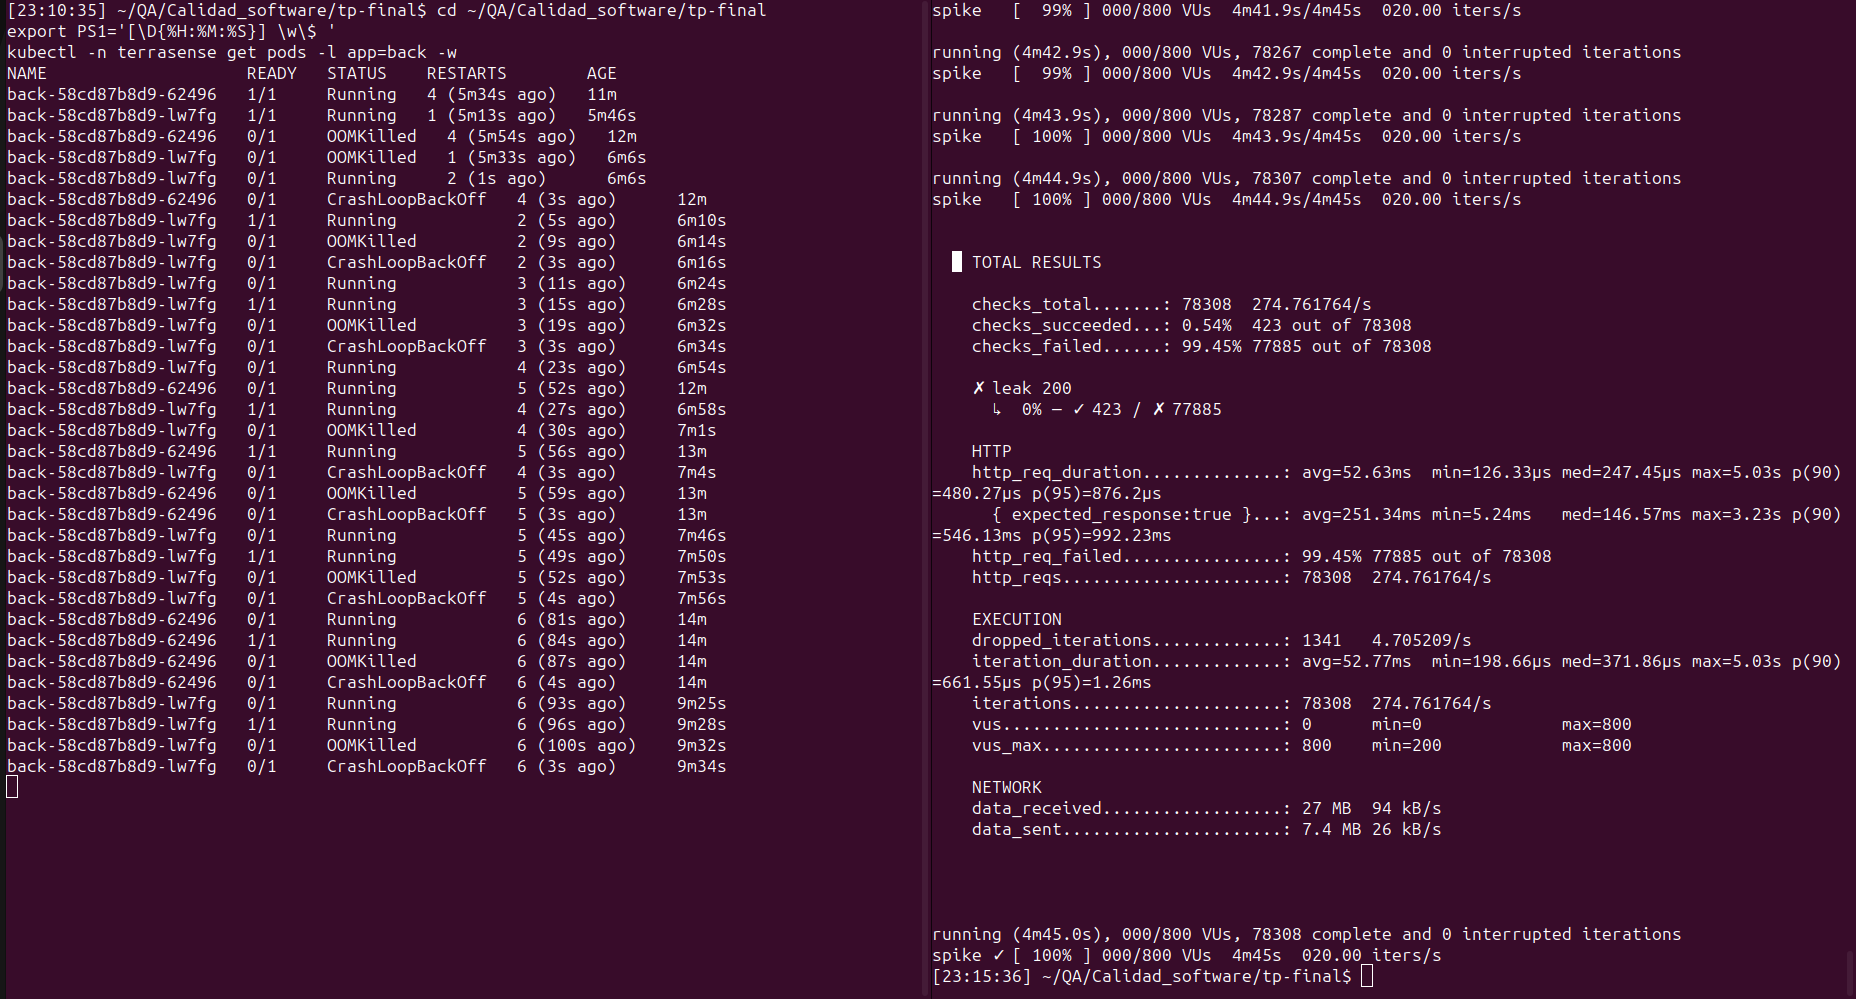 [23:10:35] ~/QA/Calidad_software/tp-final$ cd ~/QA/Calidad_software/tp-final
export PS1='[\D{%H:%M:%S}] \w\$ '
kubectl -n terrasense get pods -l app=back -w
NAME                    READY   STATUS    RESTARTS        AGE
back-58cd87b8d9-62496   1/1     Running   4 (5m34s ago)   11m
back-58cd87b8d9-lw7fg   1/1     Running   1 (5m13s ago)   5m46s
back-58cd87b8d9-62496   0/1     OOMKilled   4 (5m54s ago)   12m
back-58cd87b8d9-lw7fg   0/1     OOMKilled   1 (5m33s ago)   6m6s
back-58cd87b8d9-lw7fg   0/1     Running     2 (1s ago)      6m6s
back-58cd87b8d9-62496   0/1     CrashLoopBackOff   4 (3s ago)      12m
back-58cd87b8d9-lw7fg   1/1     Running            2 (5s ago)      6m10s
back-58cd87b8d9-lw7fg   0/1     OOMKilled          2 (9s ago)      6m14s
back-58cd87b8d9-lw7fg   0/1     CrashLoopBackOff   2 (3s ago)      6m16s
back-58cd87b8d9-lw7fg   0/1     Running            3 (11s ago)     6m24s
back-58cd87b8d9-lw7fg   1/1     Running            3 (15s ago)     6m28s
back-58cd87b8d9-lw7fg   0/1     OOMKilled          3 (19s ago)     6m32s
back-58cd87b8d9-lw7fg   0/1     CrashLoopBackOff   3 (3s ago)      6m34s
back-58cd87b8d9-lw7fg   0/1     Running            4 (23s ago)     6m54s
back-58cd87b8d9-62496   0/1     Running            5 (52s ago)     12m
back-58cd87b8d9-lw7fg   1/1     Running            4 (27s ago)     6m58s
back-58cd87b8d9-lw7fg   0/1     OOMKilled          4 (30s ago)     7m1s
back-58cd87b8d9-62496   1/1     Running            5 (56s ago)     13m
back-58cd87b8d9-lw7fg   0/1     CrashLoopBackOff   4 (3s ago)      7m4s
back-58cd87b8d9-62496   0/1     OOMKilled          5 (59s ago)     13m
back-58cd87b8d9-62496   0/1     CrashLoopBackOff   5 (3s ago)      13m
back-58cd87b8d9-lw7fg   0/1     Running            5 (45s ago)     7m46s
back-58cd87b8d9-lw7fg   1/1     Running            5 (49s ago)     7m50s
back-58cd87b8d9-lw7fg   0/1     OOMKilled          5 (52s ago)     7m53s
back-58cd87b8d9-lw7fg   0/1     CrashLoopBackOff   5 (4s ago)      7m56s
back-58cd87b8d9-62496   0/1     Running            6 (81s ago)     14m
back-58cd87b8d9-62496   1/1     Running            6 (84s ago)     14m
back-58cd87b8d9-62496   0/1     OOMKilled          6 (87s ago)     14m
back-58cd87b8d9-62496   0/1     CrashLoopBackOff   6 (4s ago)      14m
back-58cd87b8d9-lw7fg   0/1     Running            6 (93s ago)     9m25s
back-58cd87b8d9-lw7fg   1/1     Running            6 (96s ago)     9m28s
back-58cd87b8d9-lw7fg   0/1     OOMKilled          6 (100s ago)    9m32s
back-58cd87b8d9-lw7fg   0/1     CrashLoopBackOff   6 (3s ago)      9m34s
spike   [  99% ] 000/800 VUs  4m41.9s/4m45s  020.00 iters/s
running (4m42.9s), 000/800 VUs, 78267 complete and 0 interrupted iterations
spike   [  99% ] 000/800 VUs  4m42.9s/4m45s  020.00 iters/s
running (4m43.9s), 000/800 VUs, 78287 complete and 0 interrupted iterations
spike   [ 100% ] 000/800 VUs  4m43.9s/4m45s  020.00 iters/s
running (4m44.9s), 000/800 VUs, 78307 complete and 0 interrupted iterations
spike   [ 100% ] 000/800 VUs  4m44.9s/4m45s  020.00 iters/s
█ TOTAL RESULTS
checks_total.......: 78308  274.761764/s
checks_succeeded...: 0.54%  423 out of 78308
checks_failed......: 99.45% 77885 out of 78308
✗ leak 200
↳  0% — ✓ 423 / ✗ 77885
HTTP
http_req_duration..............: avg=52.63ms  min=126.33µs med=247.45µs max=5.03s p(90)
=480.27µs p(95)=876.2µs
{ expected_response:true }...: avg=251.34ms min=5.24ms   med=146.57ms max=3.23s p(90)
=546.13ms p(95)=992.23ms
http_req_failed................: 99.45% 77885 out of 78308
http_reqs......................: 78308  274.761764/s
EXECUTION
dropped_iterations.............: 1341   4.705209/s
iteration_duration.............: avg=52.77ms  min=198.66µs med=371.86µs max=5.03s p(90)
=661.55µs p(95)=1.26ms
iterations.....................: 78308  274.761764/s
vus............................: 0      min=0              max=800
vus_max........................: 800    min=200            max=800
NETWORK
data_received..................: 27 MB  94 kB/s
data_sent......................: 7.4 MB 26 kB/s
running (4m45.0s), 000/800 VUs, 78308 complete and 0 interrupted iterations
spike ✓ [ 100% ] 000/800 VUs  4m45s  020.00 iters/s
[23:15:36] ~/QA/Calidad_software/tp-final$